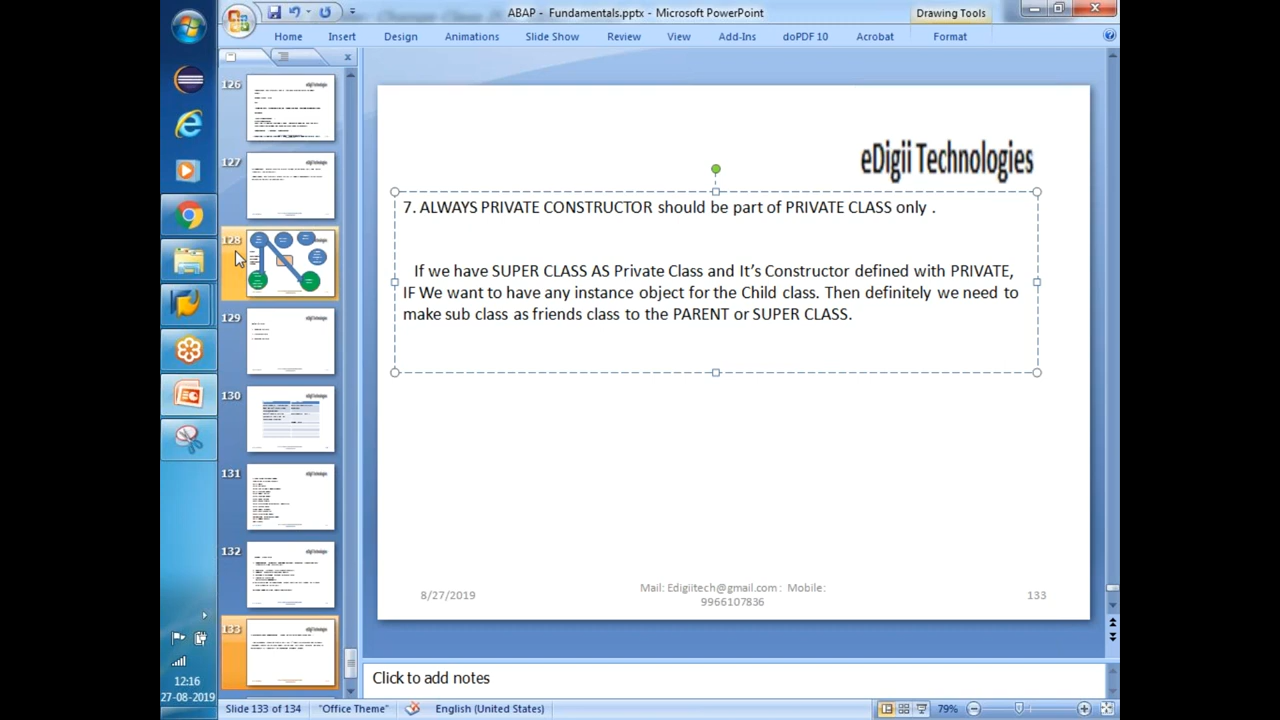 ABAP - Fundamentals.pptx - Microsoft PowerPoint
Drawing Tools
Home Insert Design Animations Slide Show Review View Add-Ins doPDF 10 Acrobat Format
126
127
128
129
130
131
132
133
eDigii Technologies
7. ALWAYS PRIVATE CONSTRUCTOR should be part of PRIVATE CLASS only .
If we have SUPER CLASS AS Private Class and It’s Constructor defined with PRIVATE,
IF We want to have any instance object for the Child class. Then definitely we need to
make sub class as friends class to the PARENT or SUPER CLASS.
8/27/2019
Mail: Edigiitech@gmail.com : Mobile:
9966107836
133
Click to add notes
12:16
27-08-2019
Slide 133 of 134 "Office Theme" English (United States) 79%